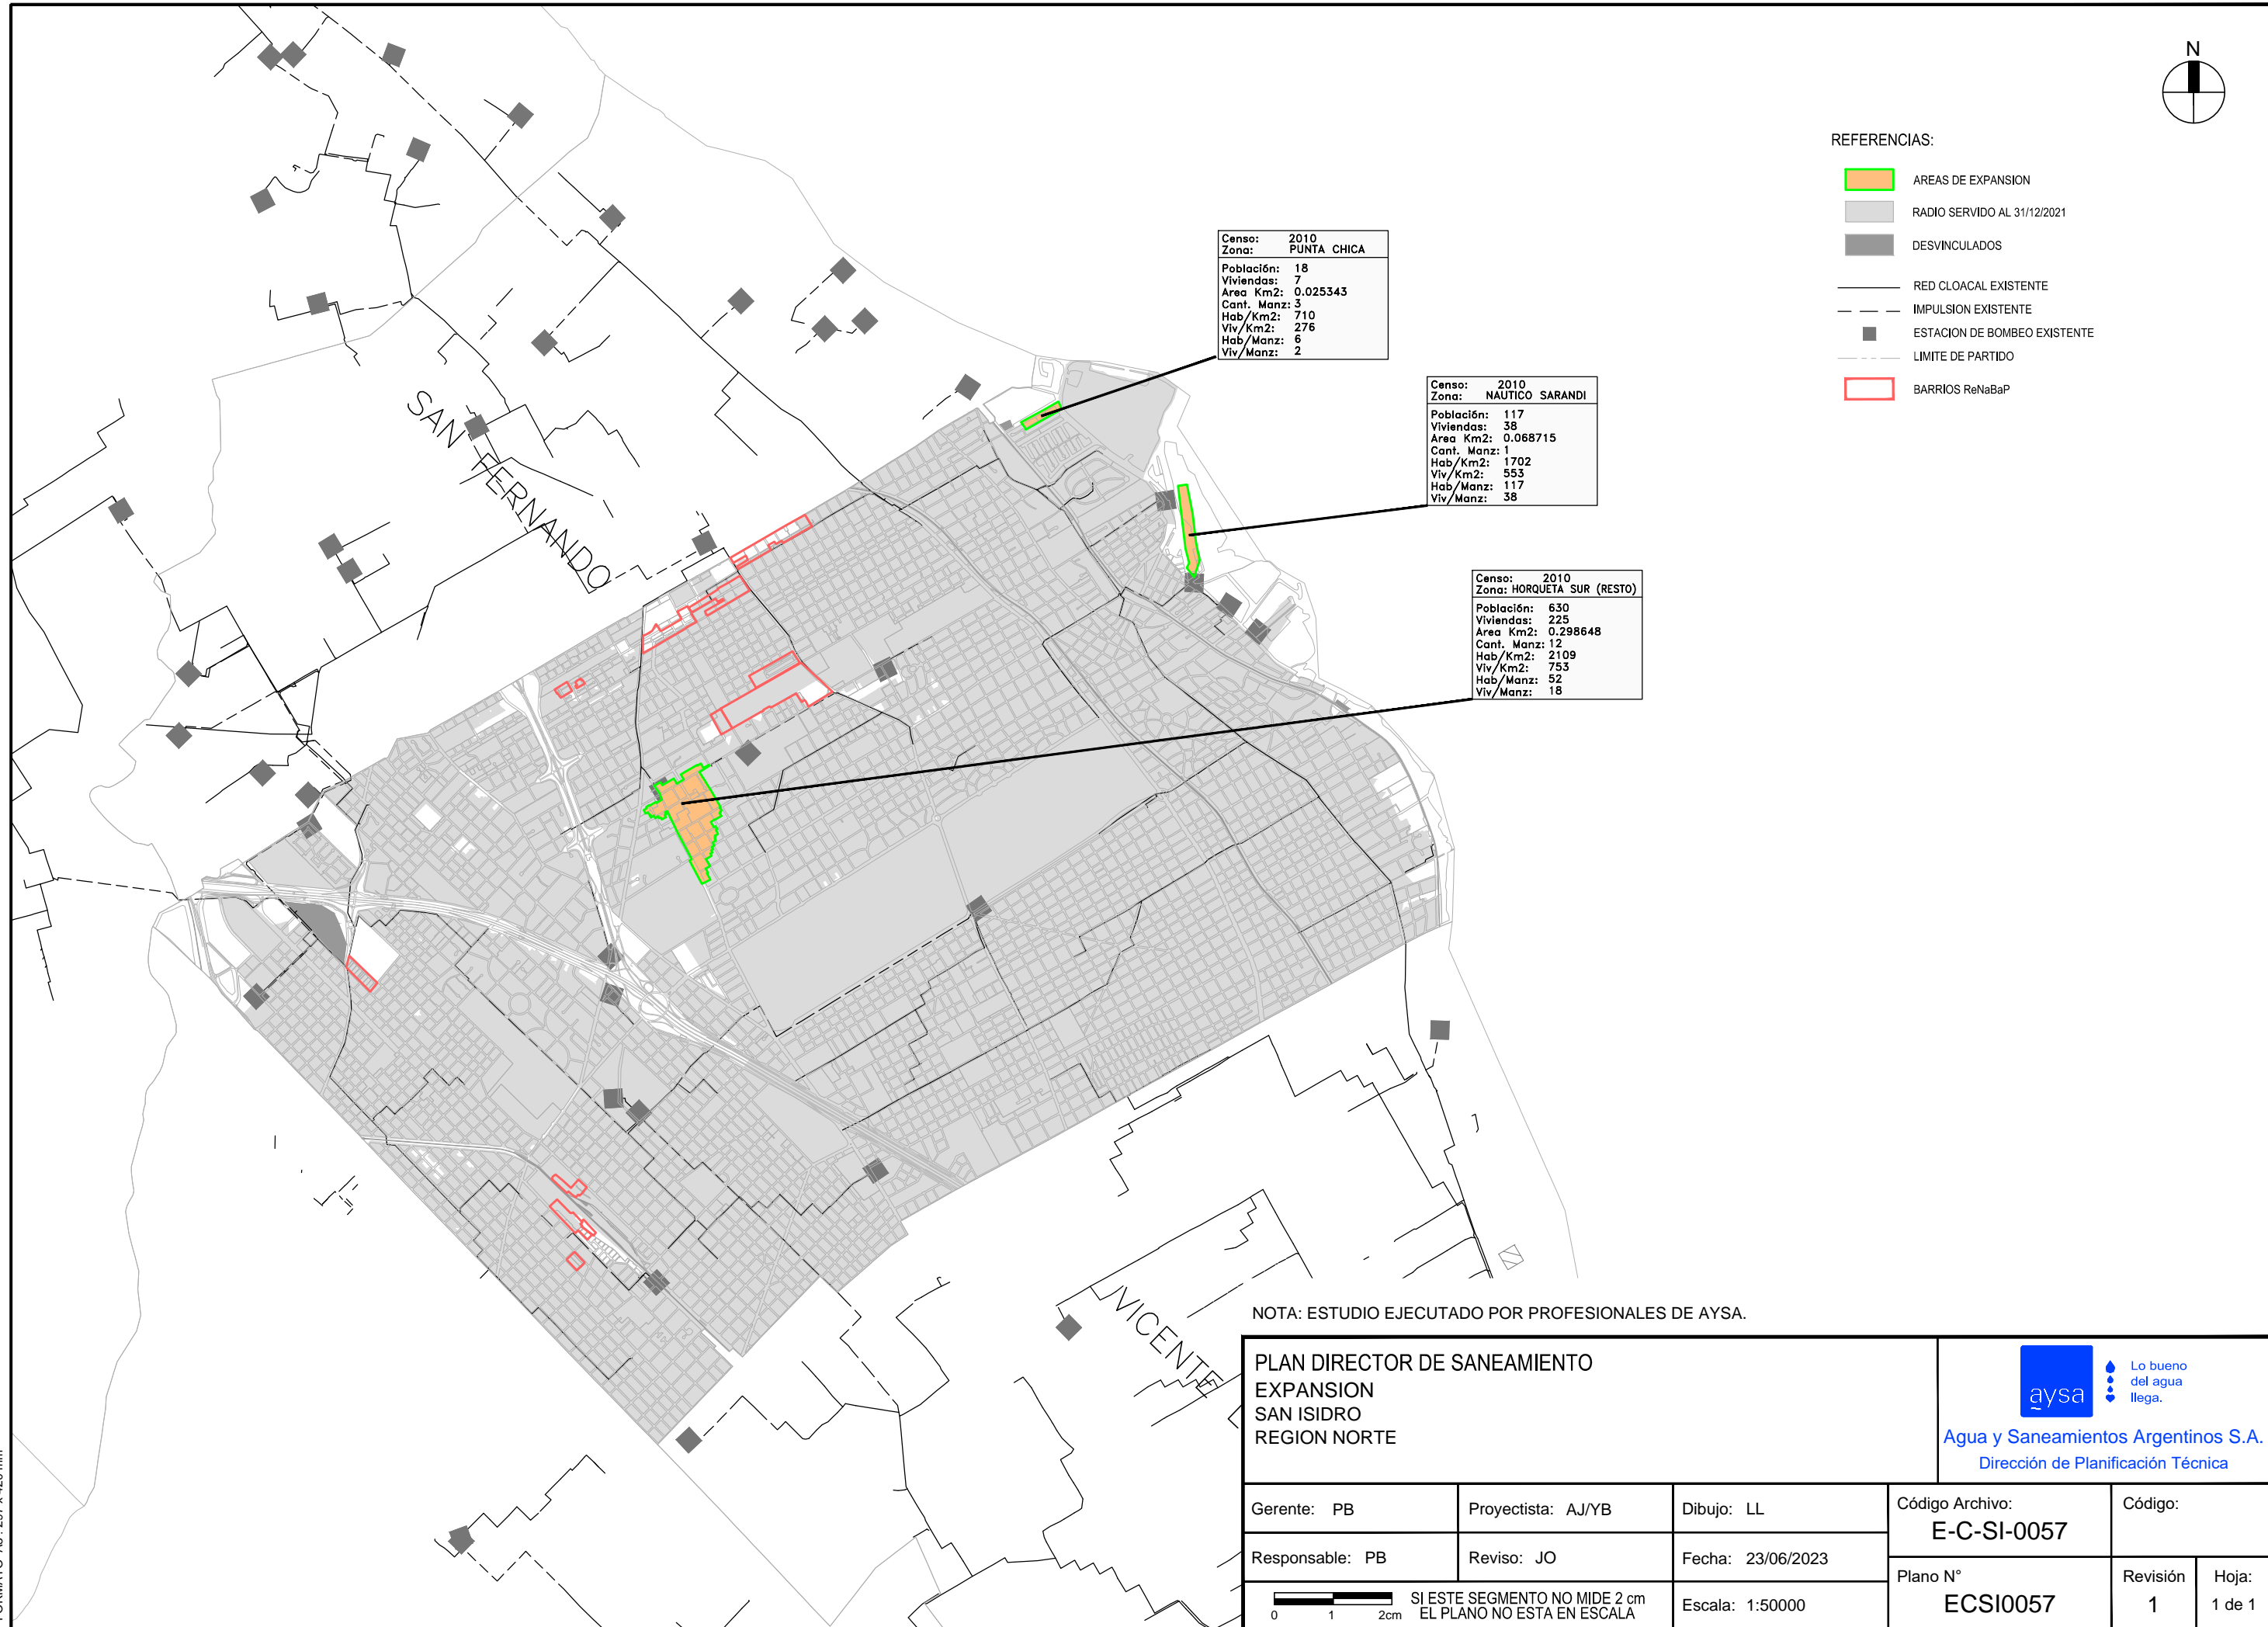 N
REFERENCIAS:
AREAS DE EXPANSION
RADIO SERVIDO AL 31/12/2021
DESVINCULADOS
RED CLOACAL EXISTENTE
IMPULSION EXISTENTE
ESTACION DE BOMBEO EXISTENTE
LIMITE DE PARTIDO
BARRIOS ReNaBaP
Censo: 2010
Zona: PUNTA CHICA
Población: 18
Viviendas: 7
Area Km2: 0.025343
Cant. Manz: 3
Hab/Km2: 710
Viv/Km2: 276
Hab/Manz: 6
Viv/Manz: 2
Censo: 2010
Zona: NAUTICO SARANDI
Población: 117
Viviendas: 38
Area Km2: 0.068715
Cant. Manz: 1
Hab/Km2: 1702
Viv/Km2: 553
Hab/Manz: 117
Viv/Manz: 38
Censo: 2010
Zona: HORQUETA SUR (RESTO)
Población: 630
Viviendas: 225
Area Km2: 0.298648
Cant. Manz: 12
Hab/Km2: 2109
Viv/Km2: 753
Hab/Manz: 52
Viv/Manz: 18
SAN FERNANDO
VICENTE
NOTA: ESTUDIO EJECUTADO POR PROFESIONALES DE AYSA.
PLAN DIRECTOR DE SANEAMIENTO
EXPANSION
SAN ISIDRO
REGION NORTE
aysa
Lo bueno
del agua
llega.
Agua y Saneamientos Argentinos S.A.
Dirección de Planificación Técnica
Gerente: PB
Proyectista: AJ/YB
Dibujo: LL
Código Archivo:
E-C-SI-0057
Código:
Responsable: PB
Reviso: JO
Fecha: 23/06/2023
Plano N°
ECSI0057
Revisión
1
Hoja:
1 de 1
0 1 2cm
SI ESTE SEGMENTO NO MIDE 2 cm
EL PLANO NO ESTA EN ESCALA
Escala: 1:50000